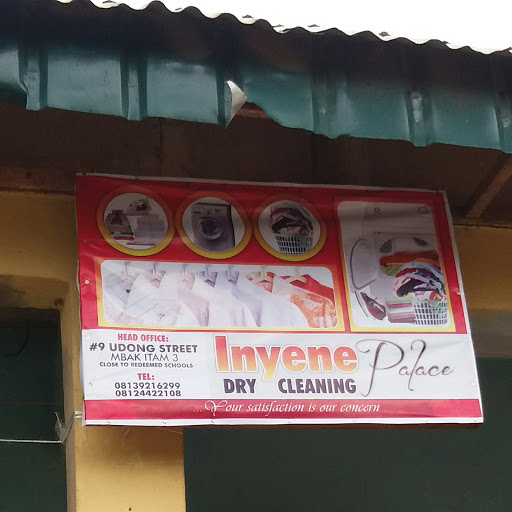 HEAD OFFICE:
#9 UDONG STREET
MBAK ITAM 3
CLOSE TO REDEEMED SCHOOLS
TEL:
08139216299
08124422108
Inyene Palace
DRY CLEANING
...Your satisfaction is our concern